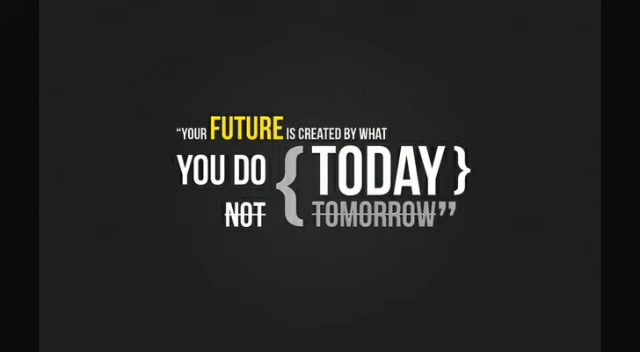 “YOUR FUTURE IS CREATED BY WHAT
YOU DO { TODAY }
NOT TOMORROW”